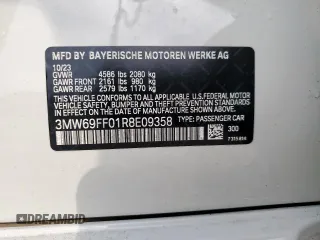 MFD BY BAYERISCHE MOTOREN WERKE AG
10/23
GVWR 4586 lbs 2080 kg
GAWR FRONT 2161 lbs 980 kg
GAWR REAR 2579 lbs 1170 kg
THIS VEHICLE CONFORMS TO ALL APPLICABLE U.S.FEDERAL MOTOR
VEHICLE SAFETY, BUMPER, AND THEFT PREVENTION STANDARDS
IN EFFECT ON THE DATE OF MANUFACTURE SHOWN ABOVE.
3MW69FF01R8E09358
TYPE: PASSENGER CAR
300
DREAMBID